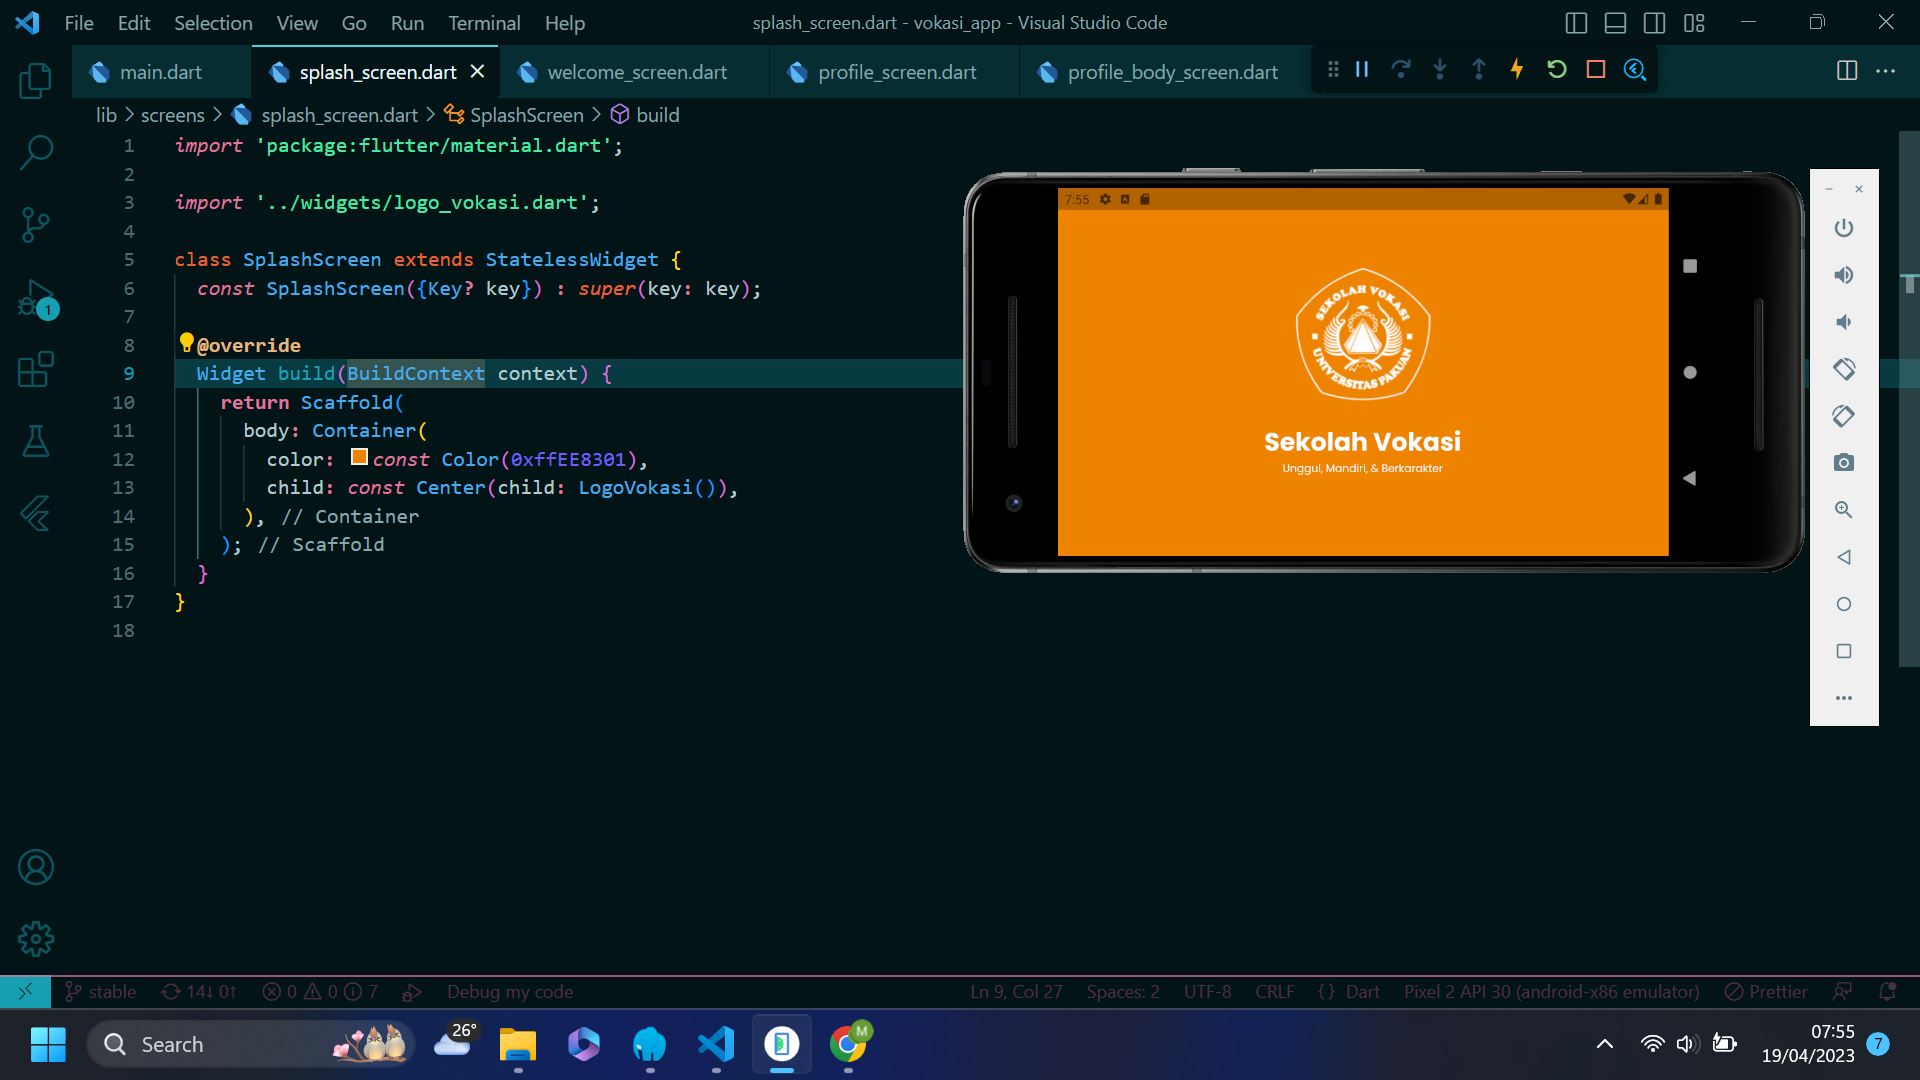 File Edit Selection View Go Run Terminal Help splash_screen.dart - vokasi_app - Visual Studio Code
main.dart splash_screen.dart welcome_screen.dart profile_screen.dart profile_body_screen.dart
lib > screens > splash_screen.dart > SplashScreen > build
1 import 'package:flutter/material.dart';
2
3 import '../widgets/logo_vokasi.dart';
4
5 class SplashScreen extends StatelessWidget {
6 const SplashScreen({Key? key}) : super(key: key);
7
8 @override
9 Widget build(BuildContext context) {
10 return Scaffold(
11 body: Container(
12 color: const Color(0xffEE8301),
13 child: const Center(child: LogoVokasi()),
14 ), // Container
15 ); // Scaffold
16 }
17 }
18
7:55
SEKOLAH VOKASI
UNIVERSITAS PAKUAN
Sekolah Vokasi
Unggul, Mandiri, & Berkarakter
1
stable 14↓ 0↑ 0 0 7 Debug my code Ln 9, Col 27 Spaces: 2 UTF-8 CRLF {} Dart Pixel 2 API 30 (android-x86 emulator) Prettier
Search 26° M 07:55
19/04/2023 7